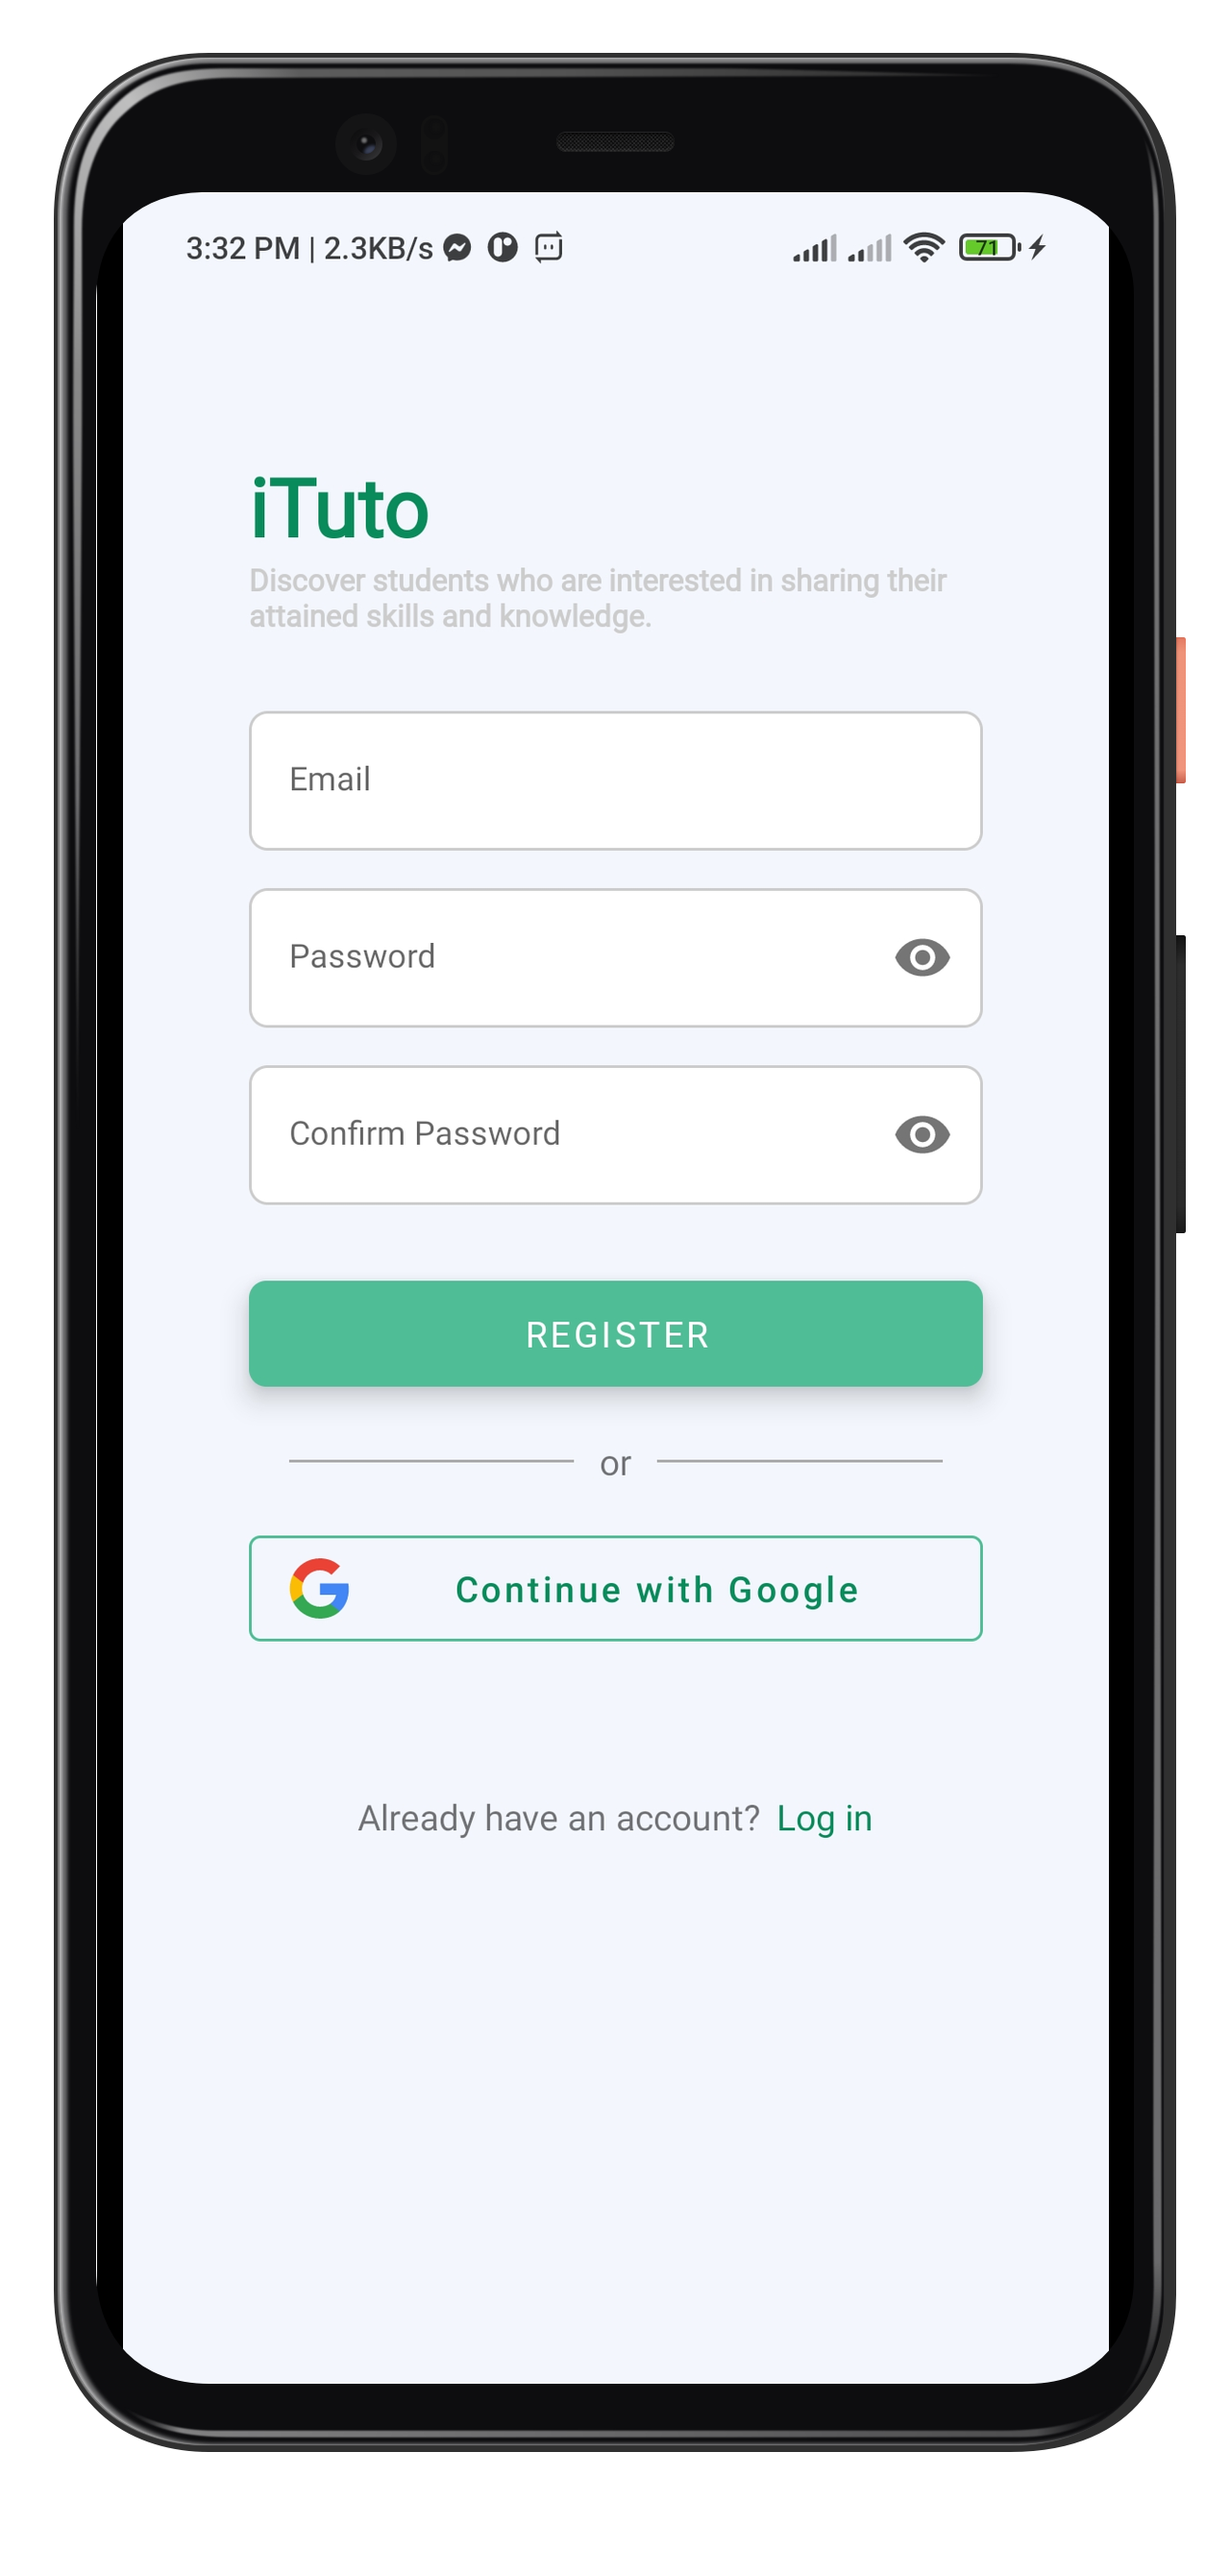 3:32 PM | 2.3KB/s 71
iTuto
Discover students who are interested in sharing their
attained skills and knowledge.
Email
Password
Confirm Password
REGISTER
or
Continue with Google
Already have an account? Log in